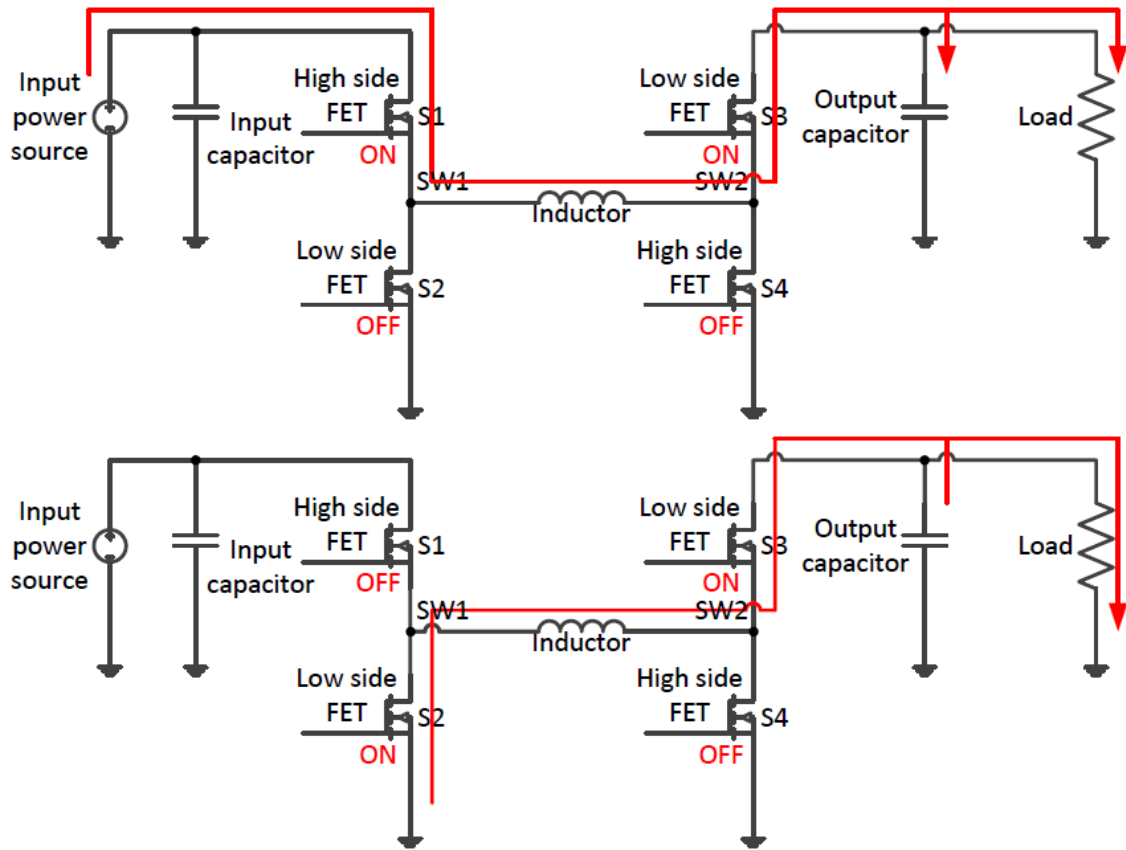 High side
FET
S1
ON
Input
power
source
Input
capacitor
Low side
FET
S3
ON
Output
capacitor
Load
SW1
SW2
Inductor
Low side
FET
S2
OFF
High side
FET
S4
OFF
High side
FET
S1
OFF
Input
power
source
Input
capacitor
Low side
FET
S3
ON
Output
capacitor
Load
SW1
SW2
Inductor
Low side
FET
S2
ON
High side
FET
S4
OFF